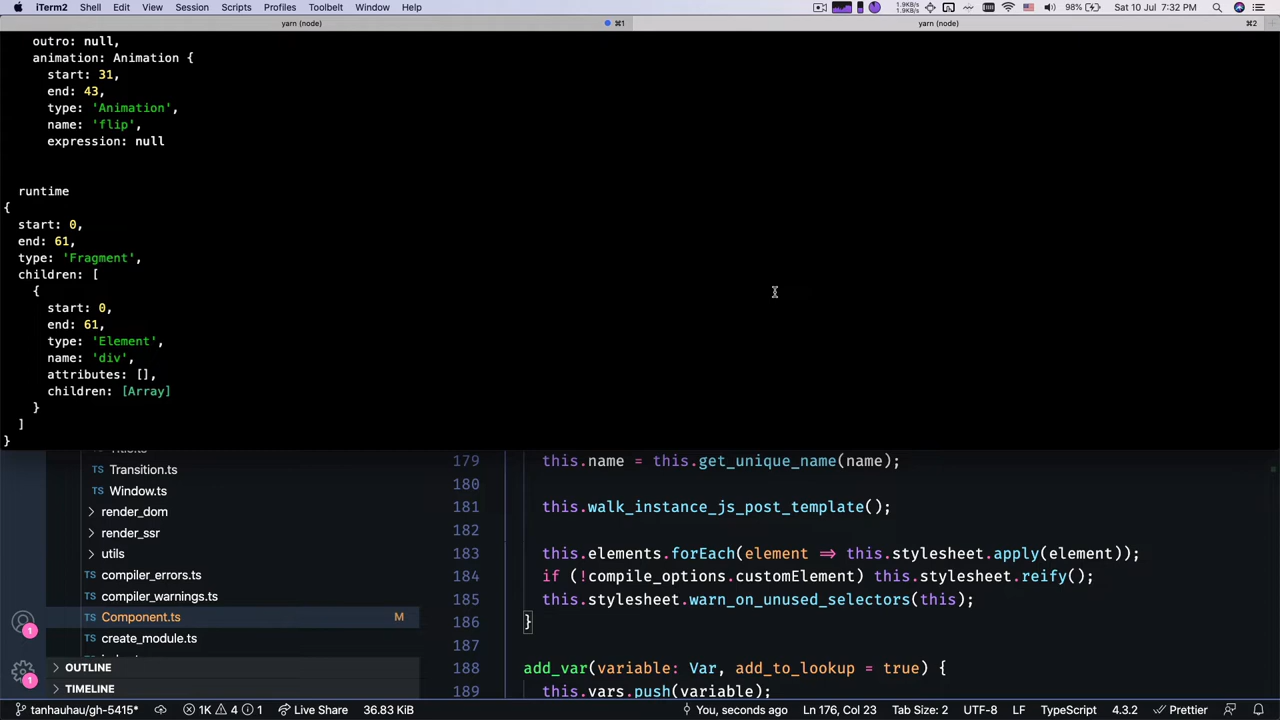 iTerm2 Shell Edit View Session Scripts Profiles Toolbelt Window Help 1.9KB/s 1.9KB/s 98% Sat 10 Jul 7:32 PM
yarn (node) ⌘1 yarn (node) ⌘2
outro: null,
animation: Animation {
start: 31,
end: 43,
type: 'Animation',
name: 'flip',
expression: null
runtime
{
start: 0,
end: 61,
type: 'Fragment',
children: [
{
start: 0,
end: 61,
type: 'Element',
name: 'div',
attributes: [],
children: [Array]
}
]
}
Transition.ts
Window.ts
render_dom
render_ssr
utils
compiler_errors.ts
compiler_warnings.ts
Component.ts M
create_module.ts
OUTLINE
TIMELINE
1
1
179 this.name = this.get_unique_name(name);
180
181 this.walk_instance_js_post_template();
182
183 this.elements.forEach(element ⇒ this.stylesheet.apply(element));
184 if (!compile_options.customElement) this.stylesheet.reify();
185 this.stylesheet.warn_on_unused_selectors(this);
186 }
187
188 add_var(variable: Var, add_to_lookup = true) {
189 this.vars.push(variable);
tanhauhau/gh-5415* 1K 4 1 Live Share 36.83 KiB You, seconds ago Ln 176, Col 23 Tab Size: 2 UTF-8 LF TypeScript 4.3.2 Prettier